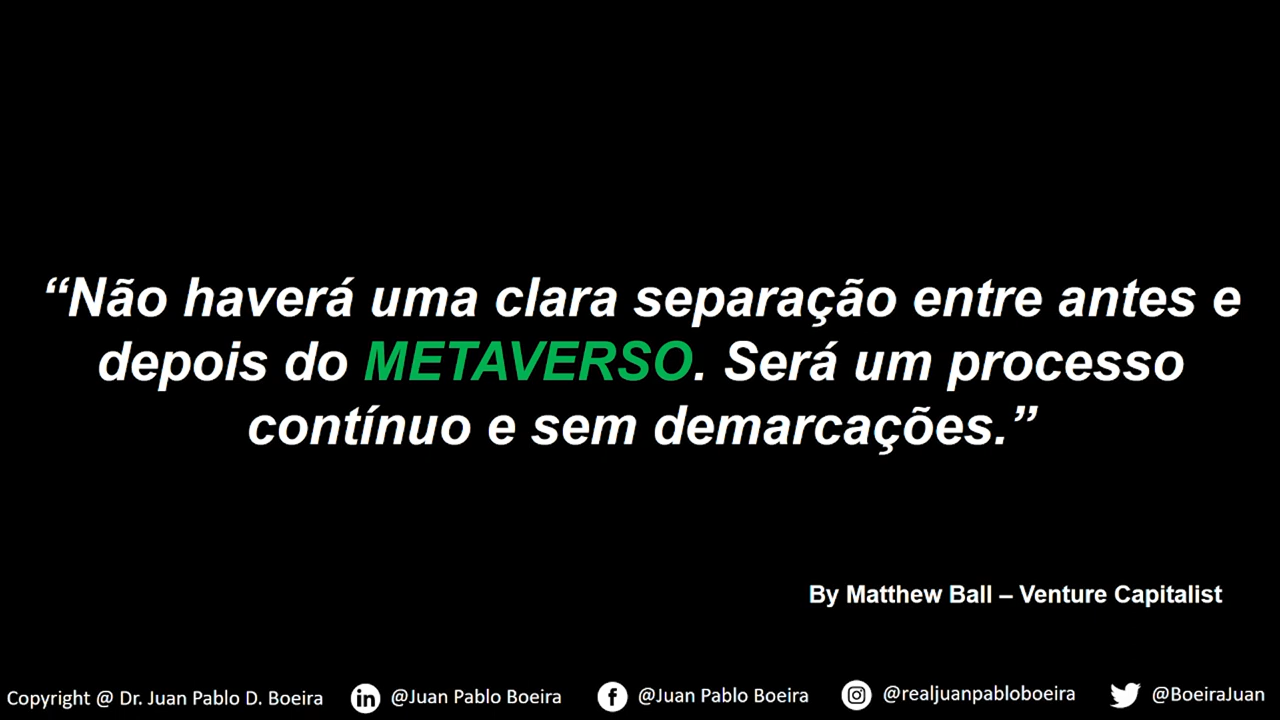 “Não haverá uma clara separação entre antes e
depois do METAVERSO. Será um processo
contínuo e sem demarcações.”
By Matthew Ball – Venture Capitalist
Copyright @ Dr. Juan Pablo D. Boeira in @Juan Pablo Boeira f @Juan Pablo Boeira @realjuanpabloboeira @BoeiraJuan